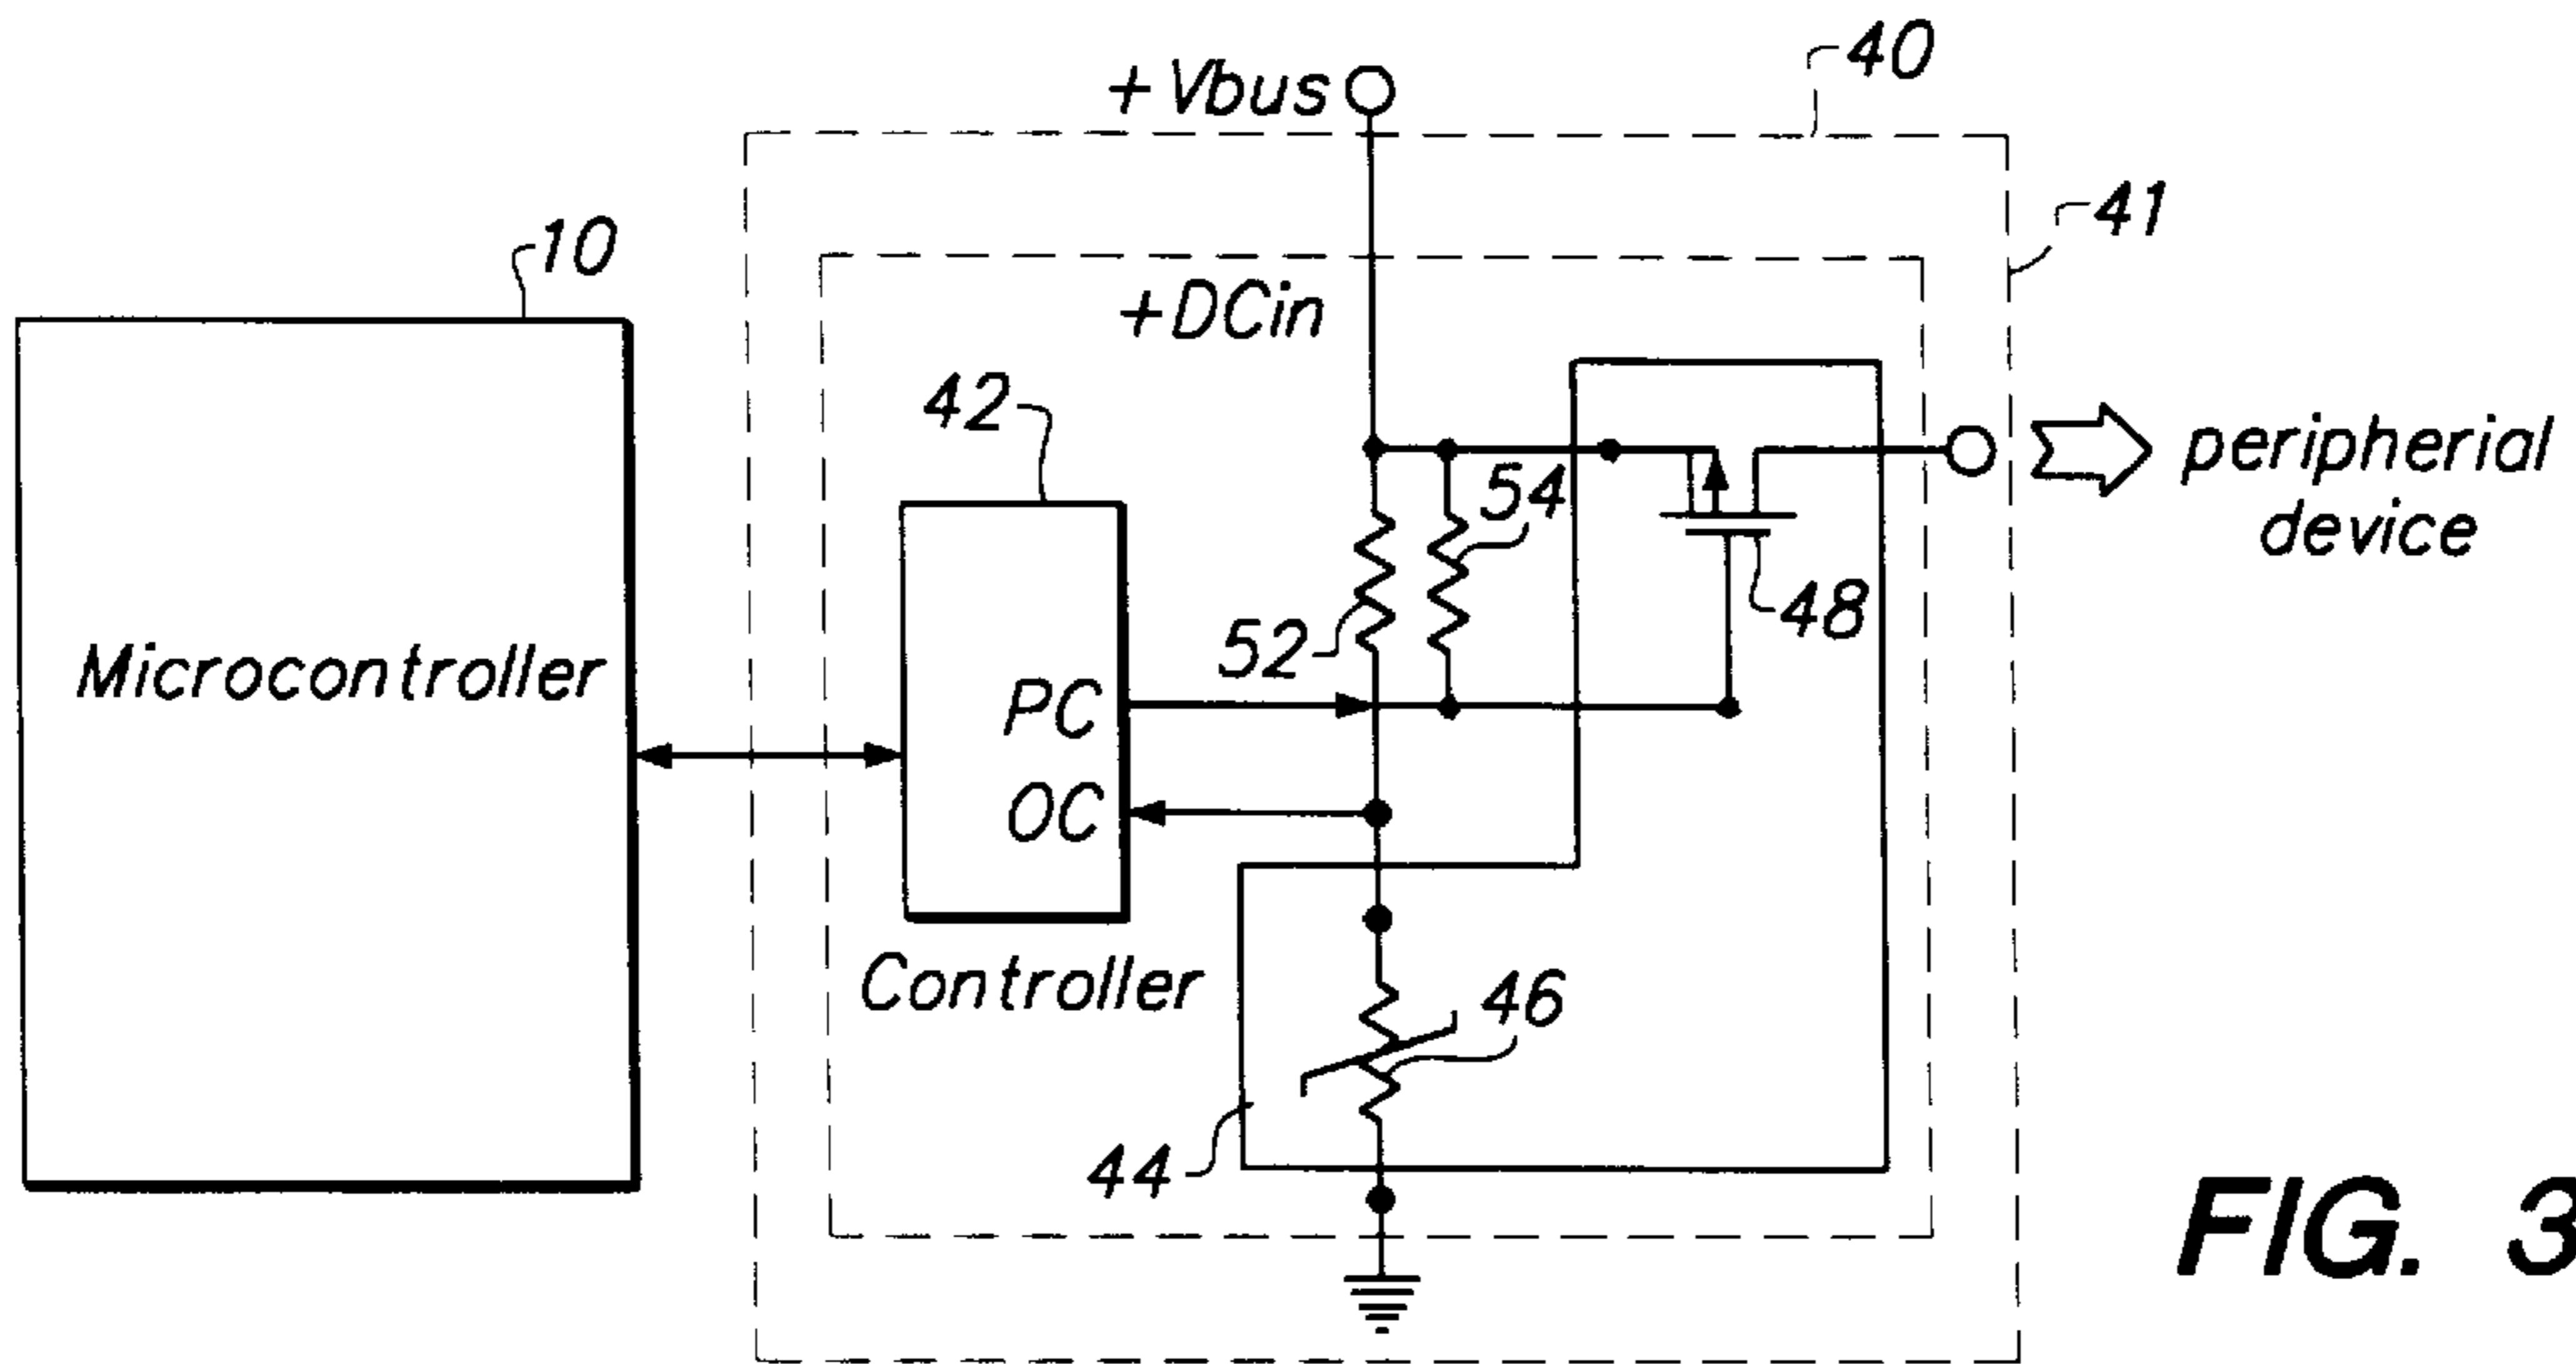 +Vbus
40
41
10
+DCin
42
54
peripherial
device
48
52
Microcontroller
PC
OC
Controller
46
44
FIG. 3